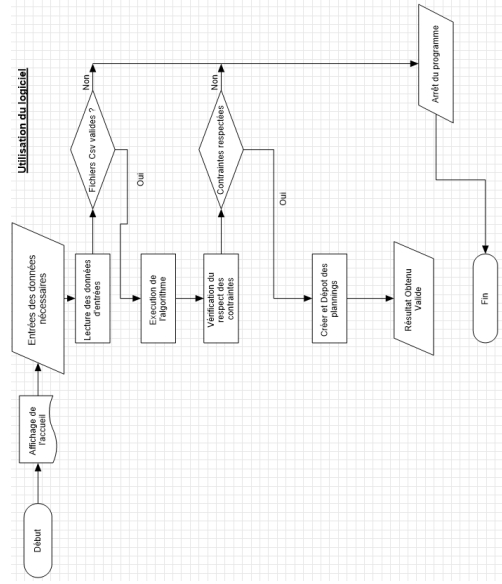 Utilisation du logiciel
Début
Affichage de
l'accueil
Entrées des données
nécessaires
Lecture des données
d'entrées
Fichiers Csv valides ?
Non
Oui
Execution de
l'algorithme
Vérification du
respect des
contraintes
Contraintes respectées
Non
Oui
Créer et Dépot des
plannings
Résultat Obtenu
Valide
Arrêt du programme
Fin